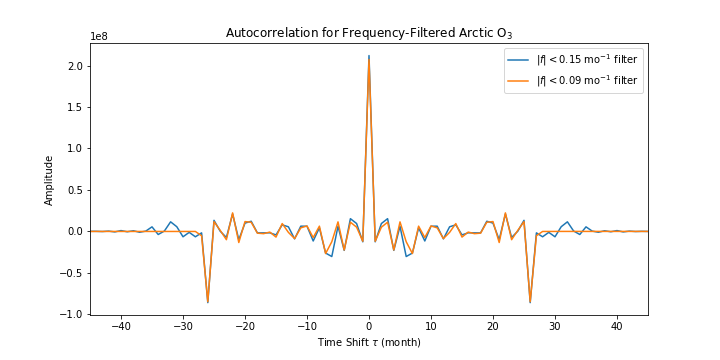 Autocorrelation for Frequency-Filtered Arctic O₃
1e8
|f| < 0.15 mo⁻¹ filter
|f| < 0.09 mo⁻¹ filter
2.0
1.5
1.0
0.5
0.0
−0.5
−1.0
Amplitude
−40 −30 −20 −10 0 10 20 30 40
Time Shift τ (month)